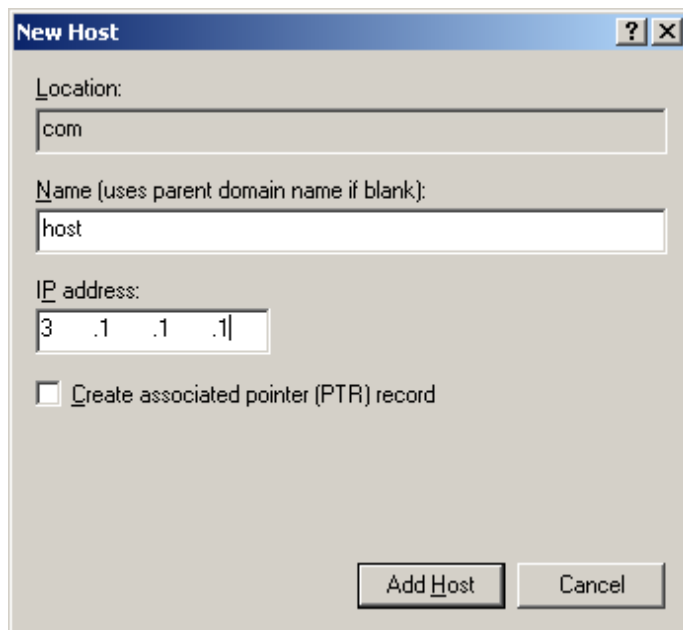 New Host
Location:
com
Name (uses parent domain name if blank):
host
IP address:
3 .1 .1 .1
Create associated pointer (PTR) record
Add Host Cancel